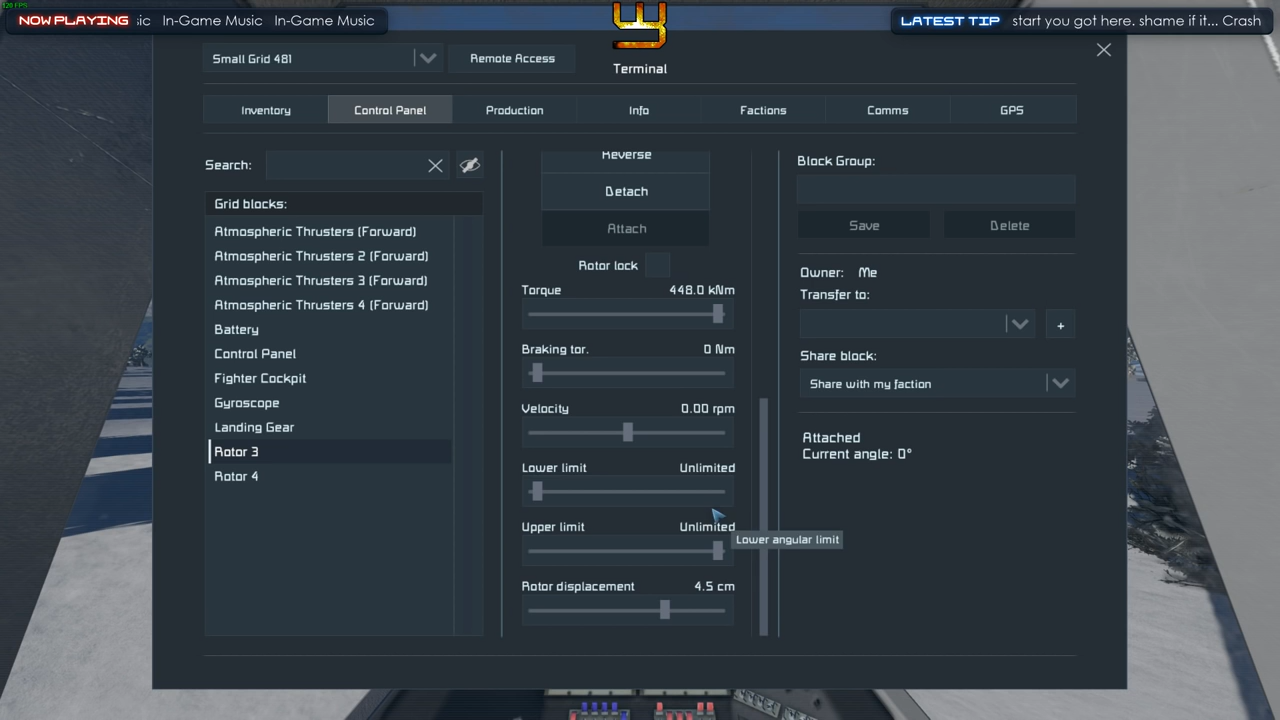 120 FPS
NOW PLAYING ic In-Game Music In-Game Music
LATEST TIP start you got here. shame if it... Crash
Small Grid 481
Remote Access
Terminal
Inventory
Control Panel
Production
Info
Factions
Comms
GPS
Search:
Grid blocks:
Atmospheric Thrusters (Forward)
Atmospheric Thrusters 2 (Forward)
Atmospheric Thrusters 3 (Forward)
Atmospheric Thrusters 4 (Forward)
Battery
Control Panel
Fighter Cockpit
Gyroscope
Landing Gear
Rotor 3
Rotor 4
Reverse
Detach
Attach
Rotor lock
Torque 448.0 kNm
Braking tor. 0 Nm
Velocity 0.00 rpm
Lower limit Unlimited
Upper limit Unlimited
Lower angular limit
Rotor displacement 4.5 cm
Block Group:
Save
Delete
Owner: Me
Transfer to:
+
Share block:
Share with my faction
Attached
Current angle: 0°